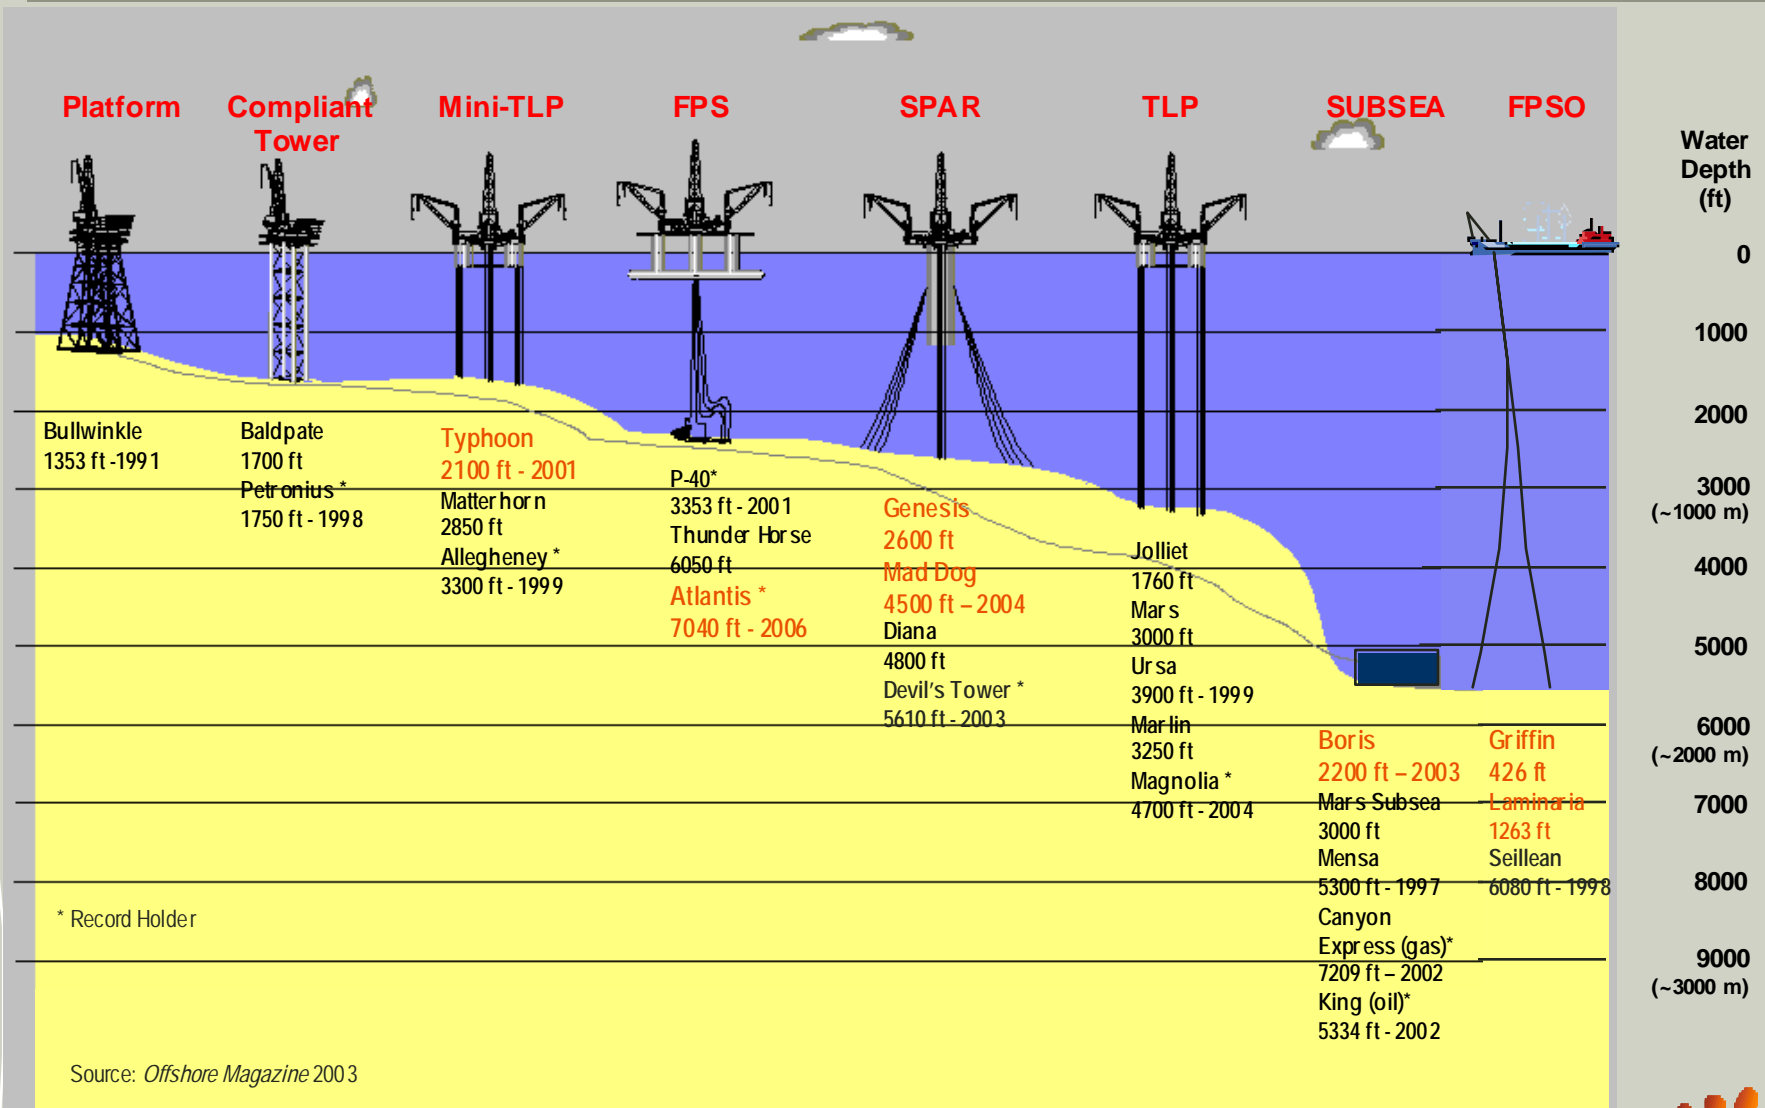 Platform
Compliant
Tower
Mini-TLP
FPS
SPAR
TLP
SUBSEA
FPSO
Water
Depth
(ft)
0
1000
2000
3000
(~1000 m)
4000
5000
6000
(~2000 m)
7000
8000
9000
(~3000 m)
Bullwinkle
1353 ft -1991
Baldpate
1700 ft
Petronius *
1750 ft - 1998
Typhoon
2100 ft - 2001
Matterhorn
2850 ft
Allegheney *
3300 ft - 1999
P-40*
3353 ft - 2001
Thunder Horse
6050 ft
Atlantis *
7040 ft - 2006
Genesis
2600 ft
Mad Dog
4500 ft – 2004
Diana
4800 ft
Devil's Tower *
5610 ft - 2003
Jolliet
1760 ft
Mars
3000 ft
Ursa
3900 ft - 1999
Marlin
3250 ft
Magnolia *
4700 ft - 2004
Boris
2200 ft – 2003
Mars Subsea
3000 ft
Mensa
5300 ft - 1997
Canyon
Express (gas)*
7209 ft – 2002
King (oil)*
5334 ft - 2002
Griffin
426 ft
Laminaria
1263 ft
Seillean
6080 ft - 1998
* Record Holder
Source: Offshore Magazine 2003